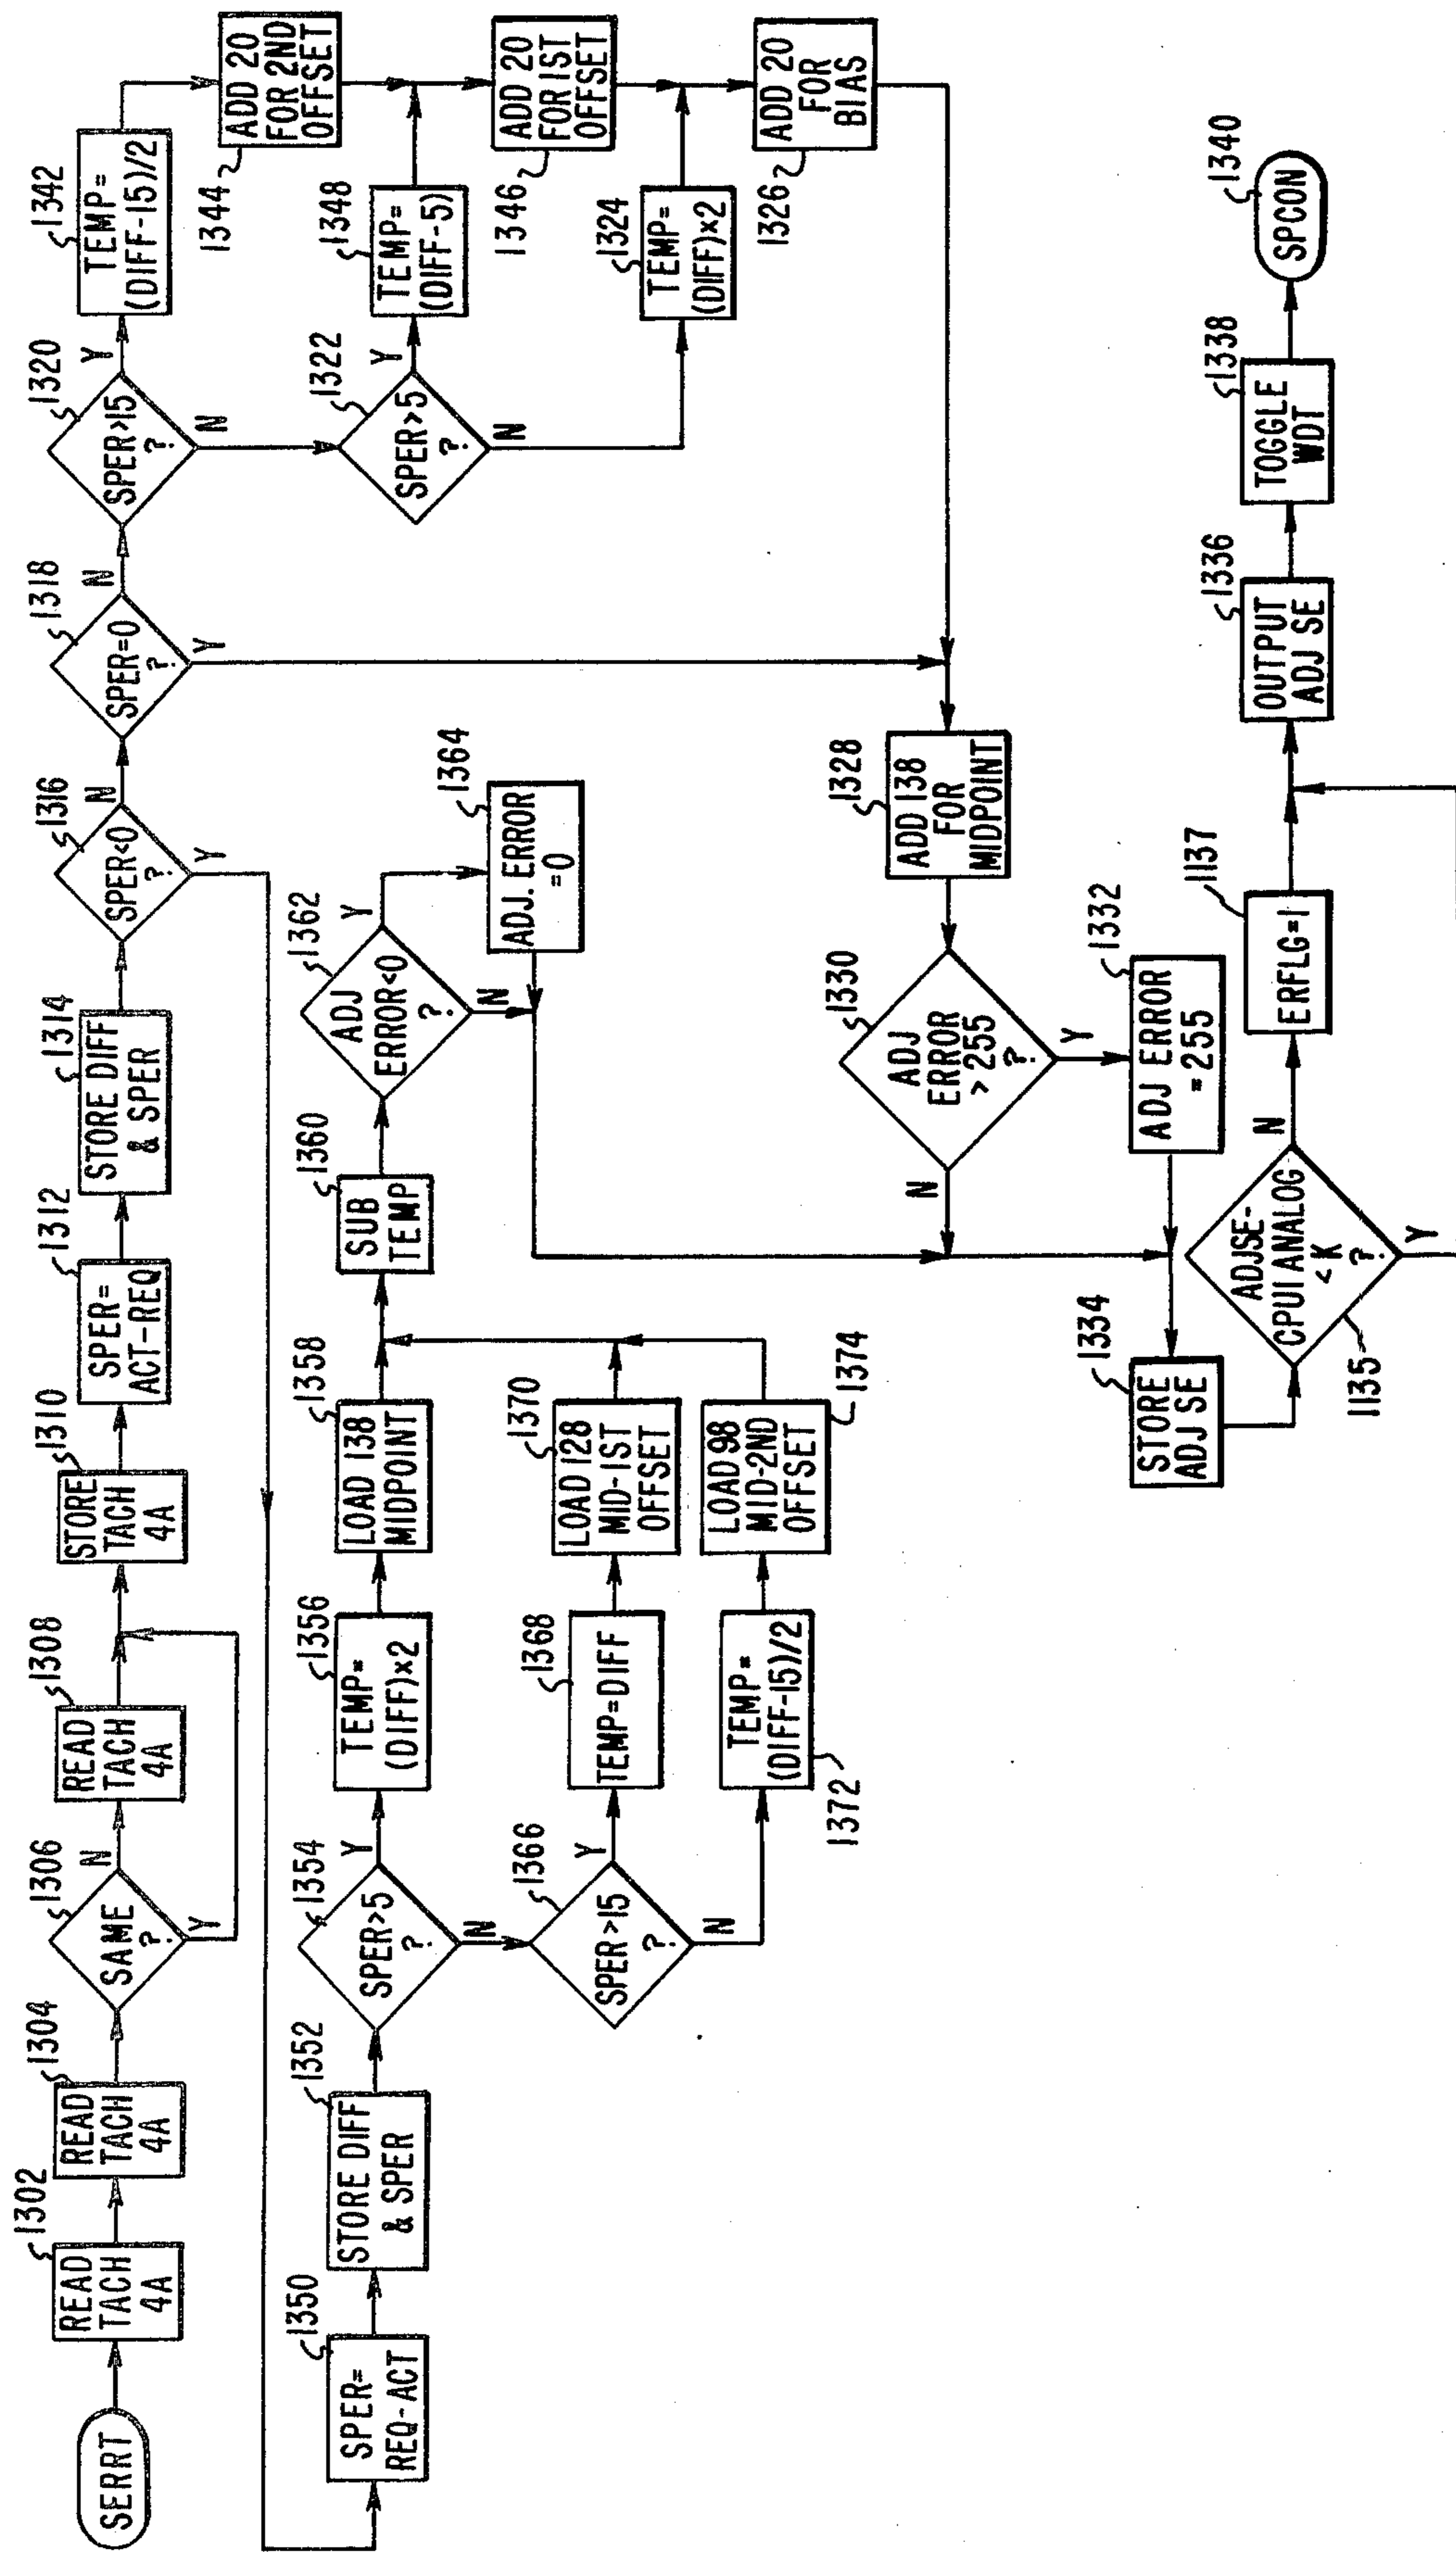 SERRT
1302
READ
TACH
4A
1304
READ
TACH
4A
1306
SAME
?
N
Y
1308
READ
TACH
4A
1310
STORE
TACH
4A
1312
SPER=
ACT-REQ
1314
STORE DIFF
& SPER
1316
SPER<0
?
N
Y
1318
SPER=0
?
N
Y
1320
SPER>15
?
Y
N
1342
TEMP=
(DIFF-15)/2
1344
ADD 20
FOR 2ND
OFFSET
1322
SPER>5
?
Y
N
1348
TEMP=
(DIFF-5)
1346
ADD 20
FOR 1ST
OFFSET
1324
TEMP=
(DIFF)×2
1326
ADD 20
FOR
BIAS
1350
SPER=
REQ-ACT
1352
STORE DIFF
& SPER
1354
SPER>5
?
Y
N
1356
TEMP=
(DIFF)×2
1358
LOAD 138
MIDPOINT
1360
SUB
TEMP
1362
ADJ
ERROR<0
?
Y
N
1364
ADJ. ERROR
=0
1366
SPER>15
?
Y
N
1368
TEMP=DIFF
1370
LOAD 128
MID-1ST
OFFSET
1372
TEMP=
(DIFF-15)/2
1374
LOAD 98
MID-2ND
OFFSET
1328
ADD 138
FOR
MIDPOINT
1330
ADJ
ERROR
> 255
?
N
Y
1332
ADJ ERROR
=255
1334
STORE
ADJ SE
1135
ADJSE-
CPU1 ANALOG
< K
?
N
Y
1137
ERFLG=1
1336
OUTPUT
ADJ SE
1338
TOGGLE
WDT
1340
SPCON